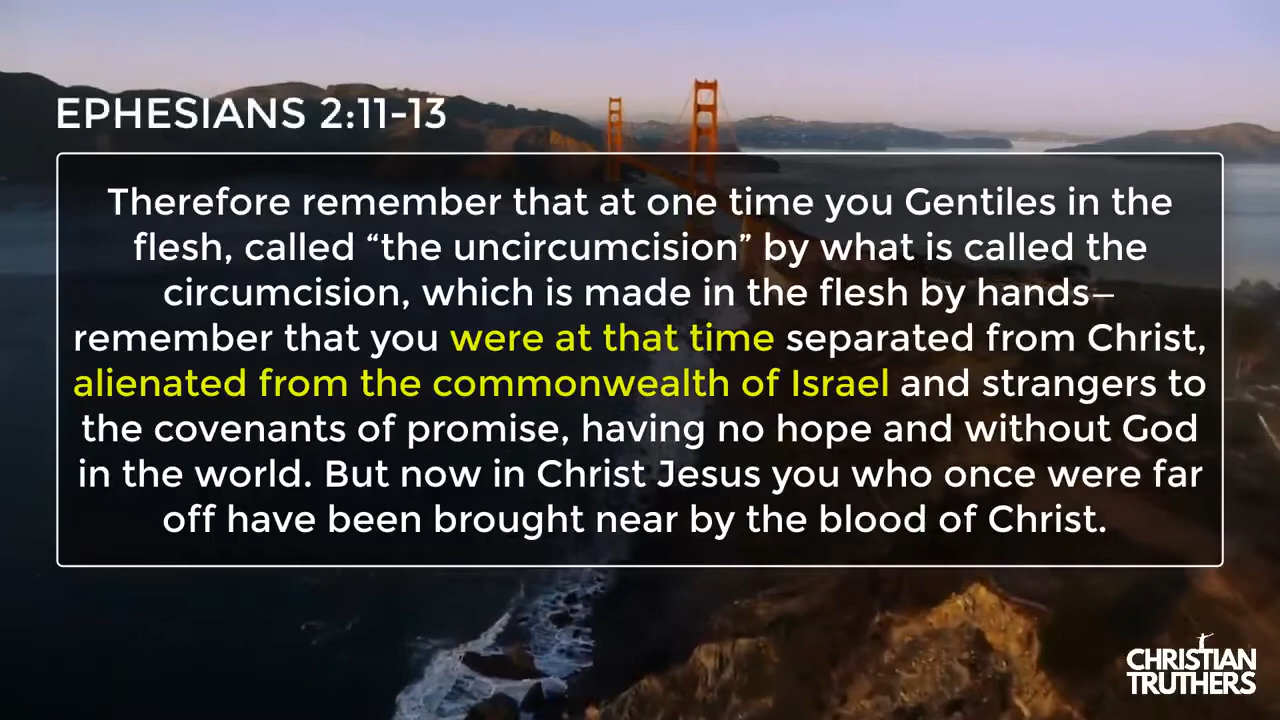 EPHESIANS 2:11-13
Therefore remember that at one time you Gentiles in the
flesh, called “the uncircumcision” by what is called the
circumcision, which is made in the flesh by hands—
remember that you were at that time separated from Christ,
alienated from the commonwealth of Israel and strangers to
the covenants of promise, having no hope and without God
in the world. But now in Christ Jesus you who once were far
off have been brought near by the blood of Christ.
CHRISTIAN
TRUTHERS